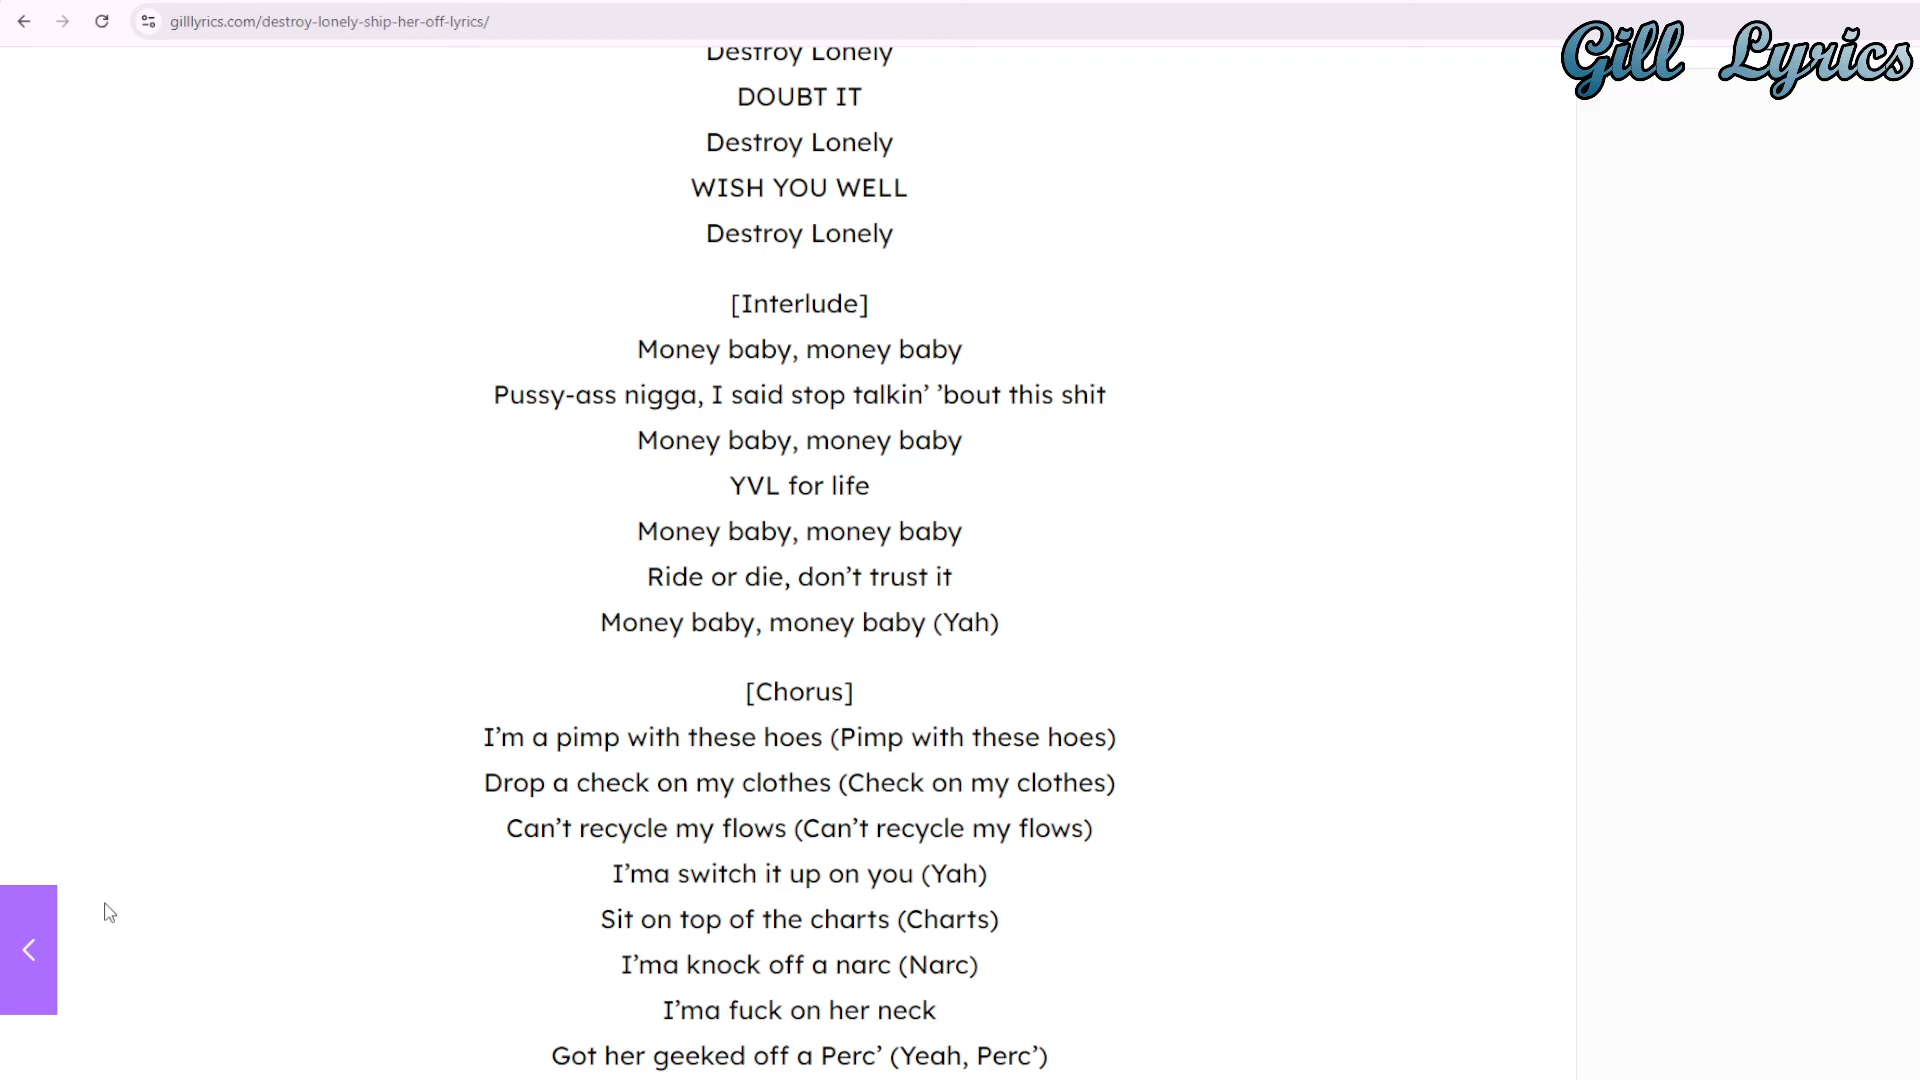 gilllyrics.com/destroy-lonely-ship-her-off-lyrics/
Gill Lyrics
Destroy Lonely
DOUBT IT
Destroy Lonely
WISH YOU WELL
Destroy Lonely
[Interlude]
Money baby, money baby
Pussy-ass nigga, I said stop talkin’ ’bout this shit
Money baby, money baby
YVL for life
Money baby, money baby
Ride or die, don’t trust it
Money baby, money baby (Yah)
[Chorus]
I’m a pimp with these hoes (Pimp with these hoes)
Drop a check on my clothes (Check on my clothes)
Can’t recycle my flows (Can’t recycle my flows)
I’ma switch it up on you (Yah)
Sit on top of the charts (Charts)
I’ma knock off a narc (Narc)
I’ma fuck on her neck
Got her geeked off a Perc’ (Yeah, Perc’)